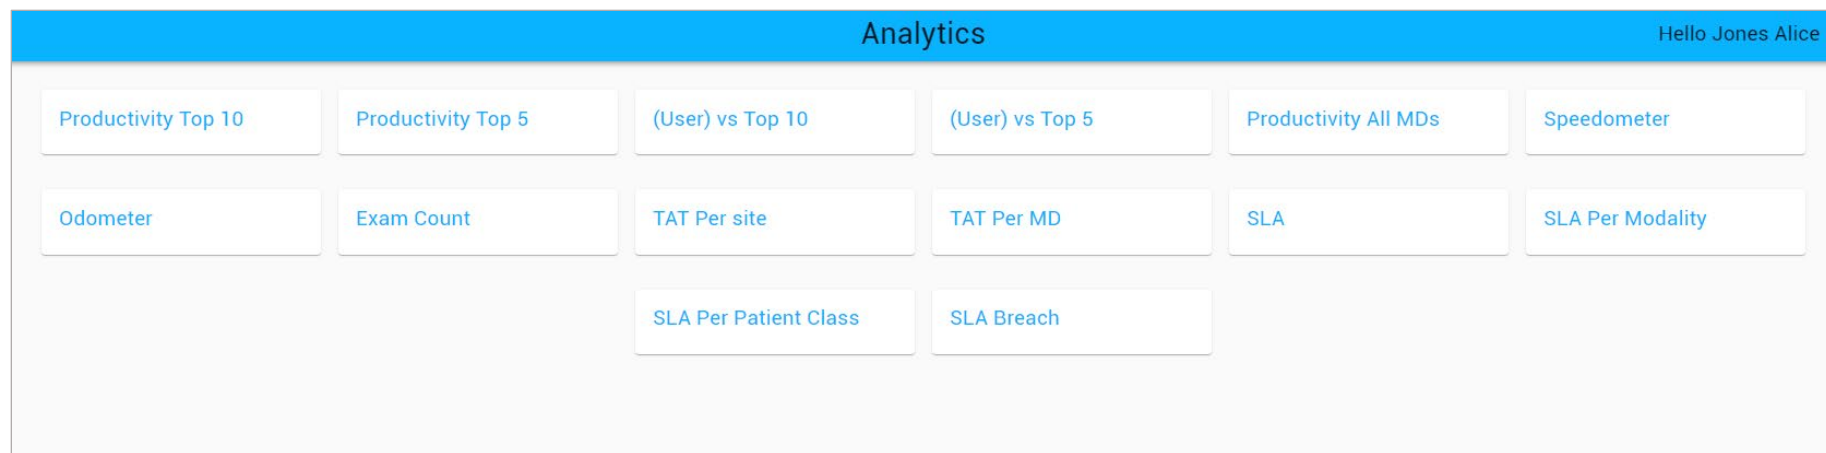 Analytics
Hello Jones Alice
Productivity Top 10
Productivity Top 5
(User) vs Top 10
(User) vs Top 5
Productivity All MDs
Speedometer
Odometer
Exam Count
TAT Per site
TAT Per MD
SLA
SLA Per Modality
SLA Per Patient Class
SLA Breach